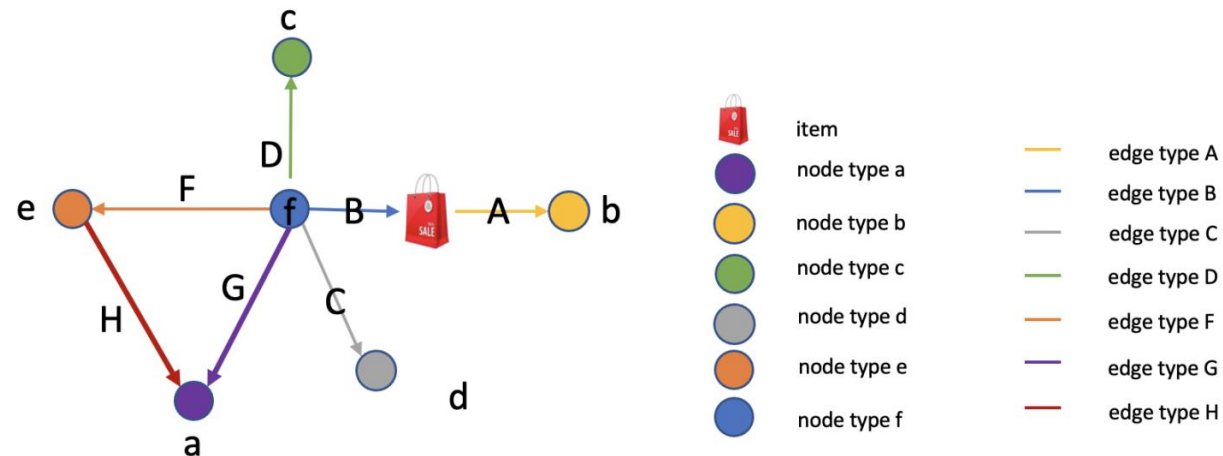 c
D
F
e
f
B
A
b
G
C
H
d
a
SALE
SALE
item
node type a
node type b
node type c
node type d
node type e
node type f
edge type A
edge type B
edge type C
edge type D
edge type F
edge type G
edge type H